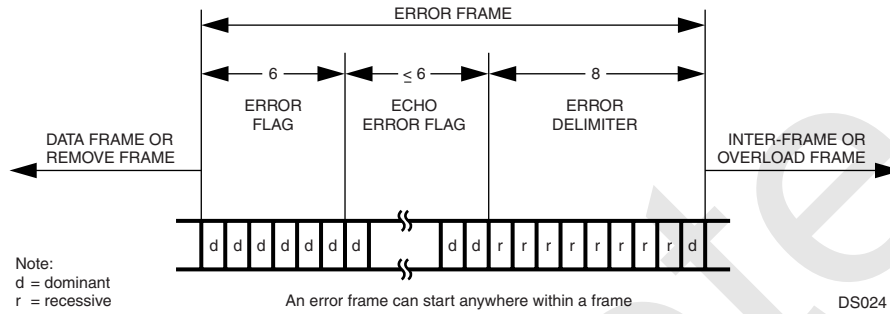 ERROR FRAME
6
≤ 6
8
ERROR
FLAG
ECHO
ERROR FLAG
ERROR
DELIMITER
DATA FRAME OR
REMOVE FRAME
INTER-FRAME OR
OVERLOAD FRAME
d d d d d d d d d r r r r r r r r d
Note:
d = dominant
r = recessive
An error frame can start anywhere within a frame
DS024